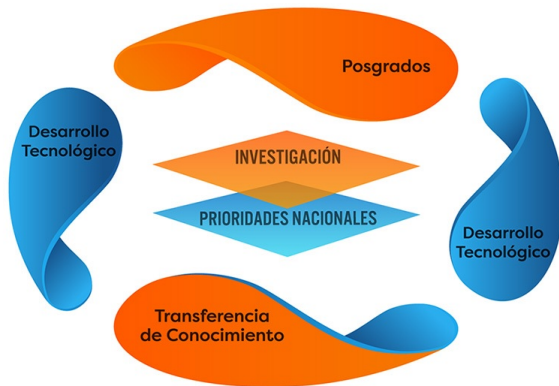 Posgrados
Desarrollo
Tecnológico
INVESTIGACIÓN
PRIORIDADES NACIONALES
Desarrollo
Tecnológico
Transferencia
de Conocimiento